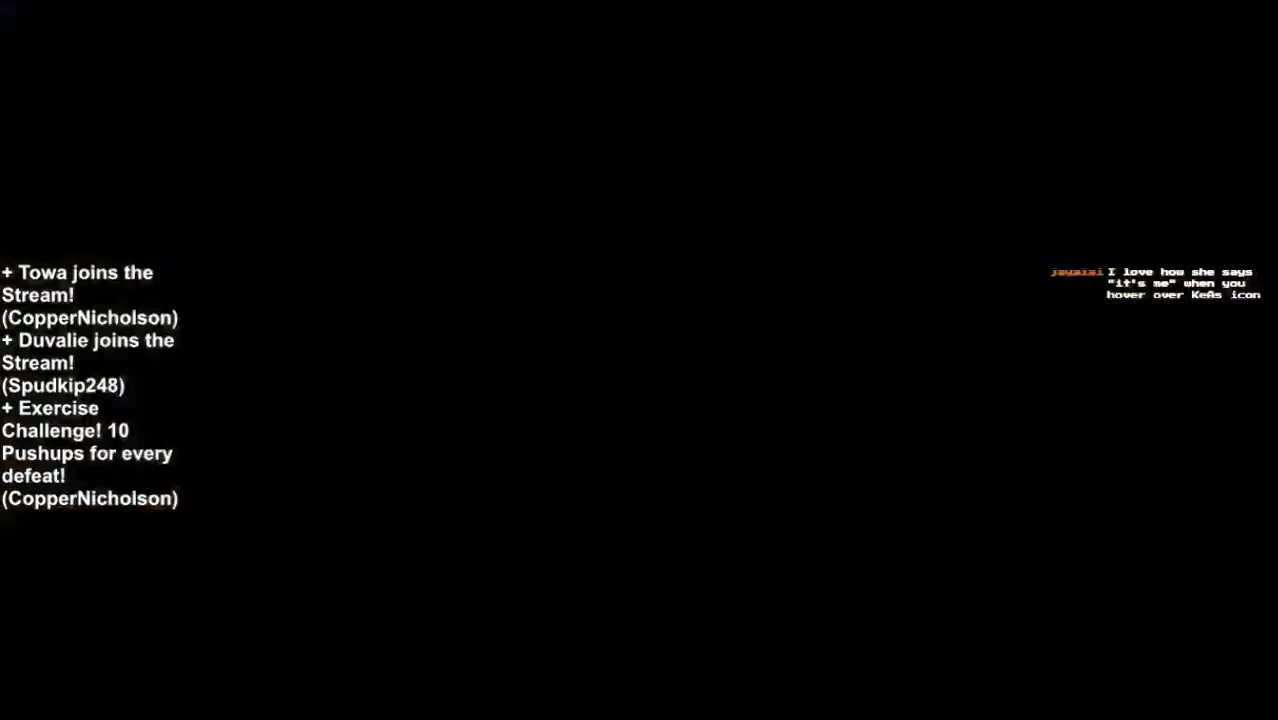 + Towa joins the
Stream!
(CopperNicholson)
+ Duvalie joins the
Stream!
(Spudkip248)
+ Exercise
Challenge! 10
Pushups for every
defeat!
(CopperNicholson)
I love how she says
"it's me" when you
hover over KeAs icon